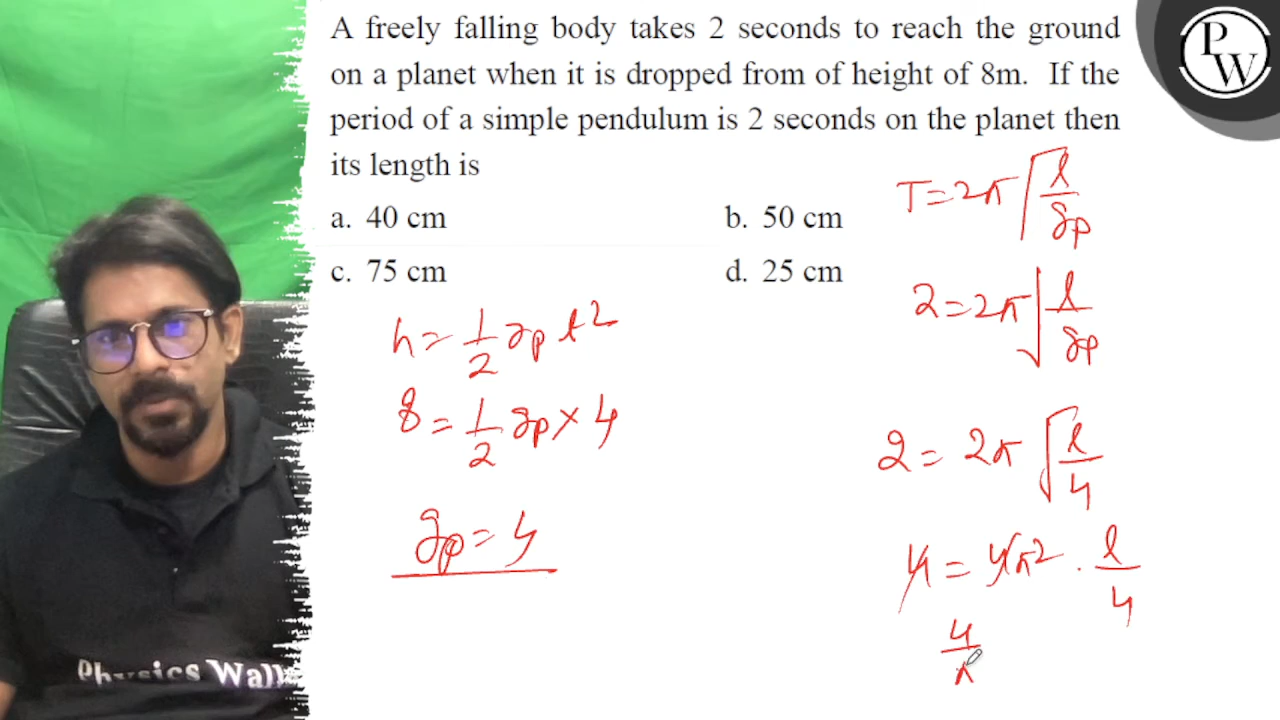 A freely falling body takes 2 seconds to reach the ground
on a planet when it is dropped from of height of 8m. If the
period of a simple pendulum is 2 seconds on the planet then
its length is
a. 40 cm
b. 50 cm
c. 75 cm
d. 25 cm
h = 1/2 gp t²
8 = 1/2 gp × 4
gp = 4
T = 2π √(l/gp)
2 = 2π √(l/gp)
2 = 2π √(l/4)
4 = 4π² . l/4
4/π
PW
Physics Walla